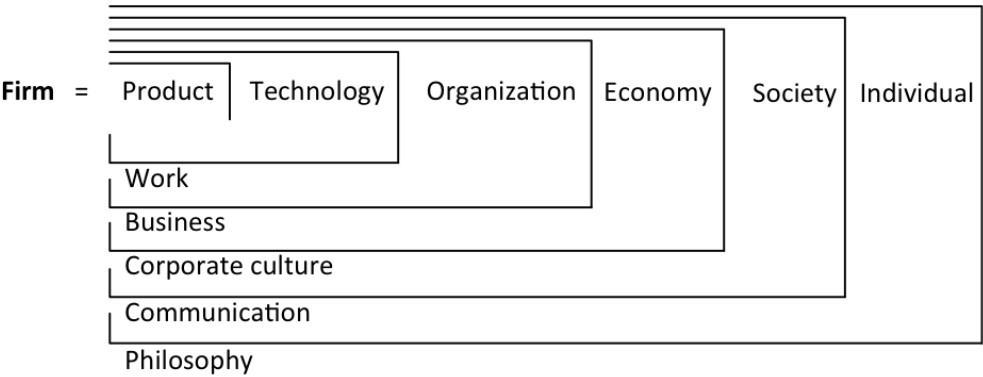 Firm = Product Technology Organization Economy Society Individual
Work
Business
Corporate culture
Communication
Philosophy